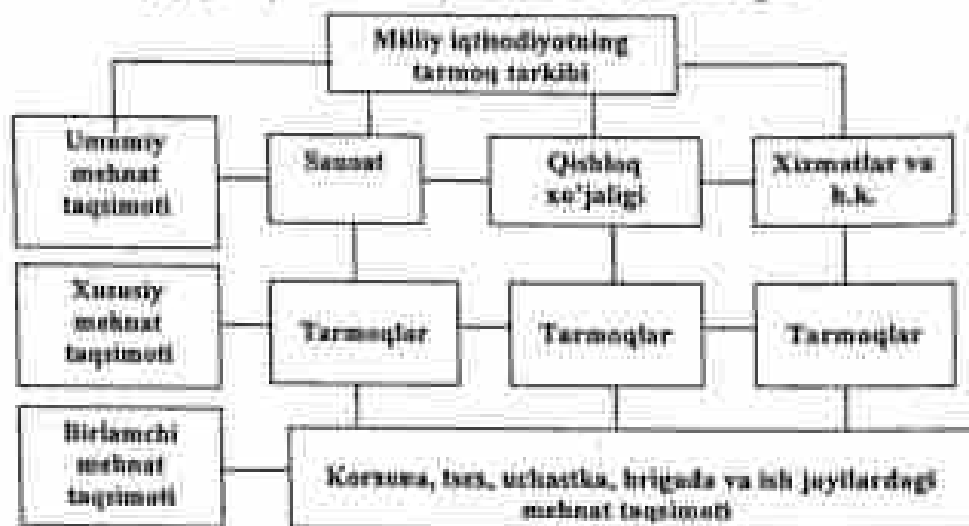 Milliy iqtisodiyotning
tarmoq tarkibi
Umumiy
mehnat
taqsimoti
Sanoat
Qishloq
xo'jaligi
Xizmatlar va
h.k.
Xususiy
mehnat
taqsimoti
Tarmoqlar
Tarmoqlar
Tarmoqlar
Birlamchi
mehnat
taqsimoti
Korxona, tsex, uchastka, brigada va ish joyilardagi
mehnat taqsimoti